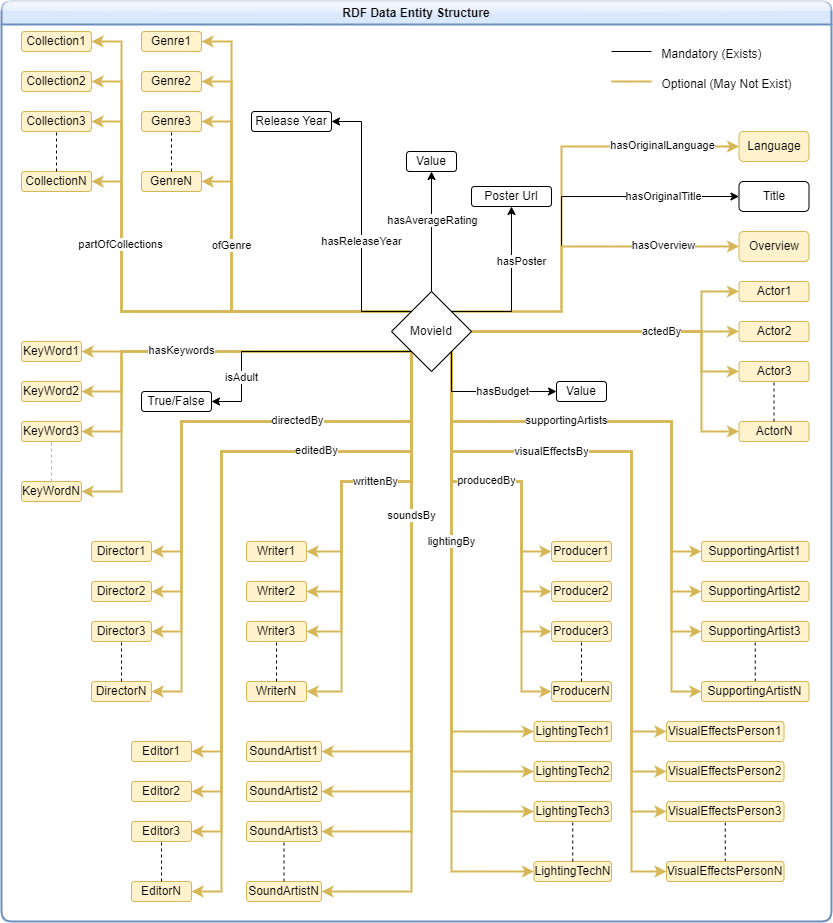 RDF Data Entity Structure
Collection1
Genre1
Mandatory (Exists)
Collection2
Genre2
Optional (May Not Exist)
Collection3
Genre3
Release Year
hasOriginalLanguage
Language
Value
CollectionN
GenreN
Poster Url
hasOriginalTitle
Title
hasAverageRating
partOfCollections
ofGenre
hasReleaseYear
hasOverview
Overview
hasPoster
Actor1
MovieId
actedBy
Actor2
KeyWord1
hasKeywords
isAdult
Actor3
KeyWord2
True/False
hasBudget
Value
directedBy
supportingArtists
KeyWord3
ActorN
editedBy
visualEffectsBy
writtenBy
producedBy
KeyWordN
soundsBy
lightingBy
Director1
Writer1
Producer1
SupportingArtist1
Director2
Writer2
Producer2
SupportingArtist2
Director3
Writer3
Producer3
SupportingArtist3
DirectorN
WriterN
ProducerN
SupportingArtistN
LightingTech1
VisualEffectsPerson1
Editor1
SoundArtist1
LightingTech2
VisualEffectsPerson2
Editor2
SoundArtist2
LightingTech3
VisualEffectsPerson3
Editor3
SoundArtist3
LightingTechN
VisualEffectsPersonN
EditorN
SoundArtistN